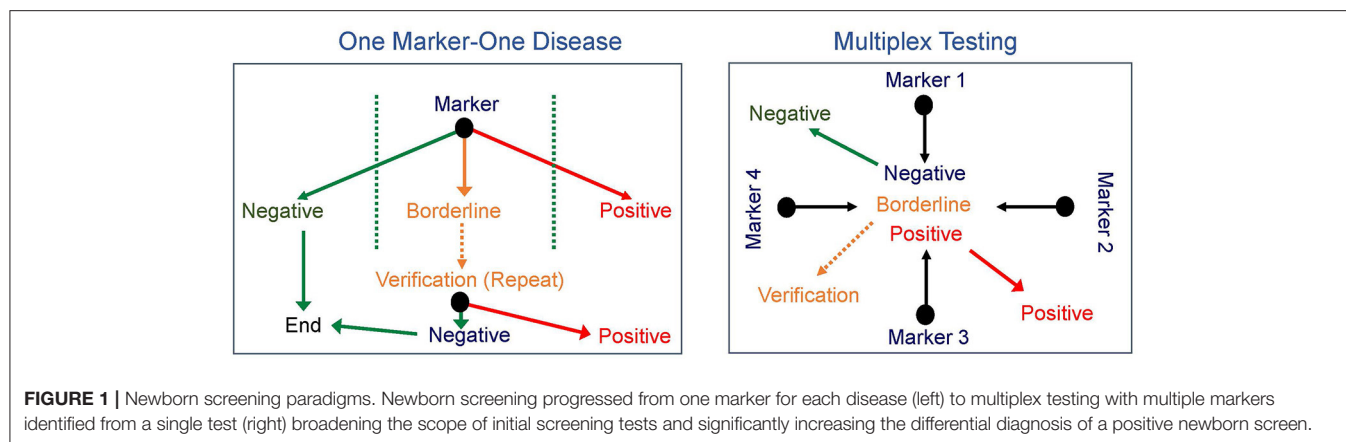 One Marker-One Disease
Marker
Negative
Borderline
Positive
Verification (Repeat)
End
Negative
Positive
Multiplex Testing
Marker 1
Negative
Negative
Marker 4
Borderline
Marker 2
Positive
Verification
Positive
Marker 3
FIGURE 1 | Newborn screening paradigms. Newborn screening progressed from one marker for each disease (left) to multiplex testing with multiple markers
identified from a single test (right) broadening the scope of initial screening tests and significantly increasing the differential diagnosis of a positive newborn screen.